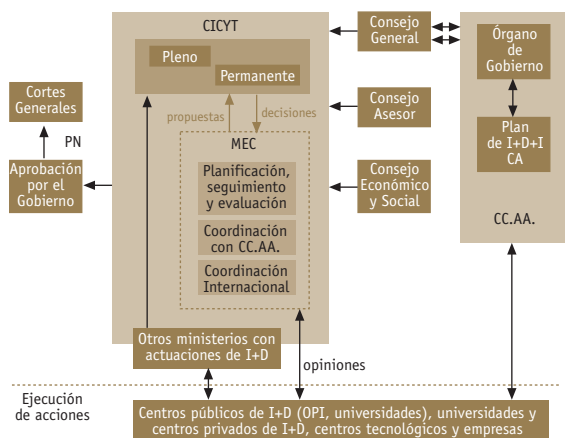 CICYT
Pleno
Permanente
propuestas
decisiones
MEC
Planificación,
seguimiento
y evaluación
Coordinación
con CC.AA.
Coordinación
Internacional
Otros ministerios con
actuaciones de I+D
Cortes
Generales
PN
Aprobación
por el
Gobierno
Consejo
General
Consejo
Asesor
Consejo
Económico
y Social
Órgano
de
Gobierno
Plan
de I+D+I
CA
CC.AA.
opiniones
Ejecución
de acciones
Centros públicos de I+D (OPI, universidades), universidades y
centros privados de I+D, centros tecnológicos y empresas